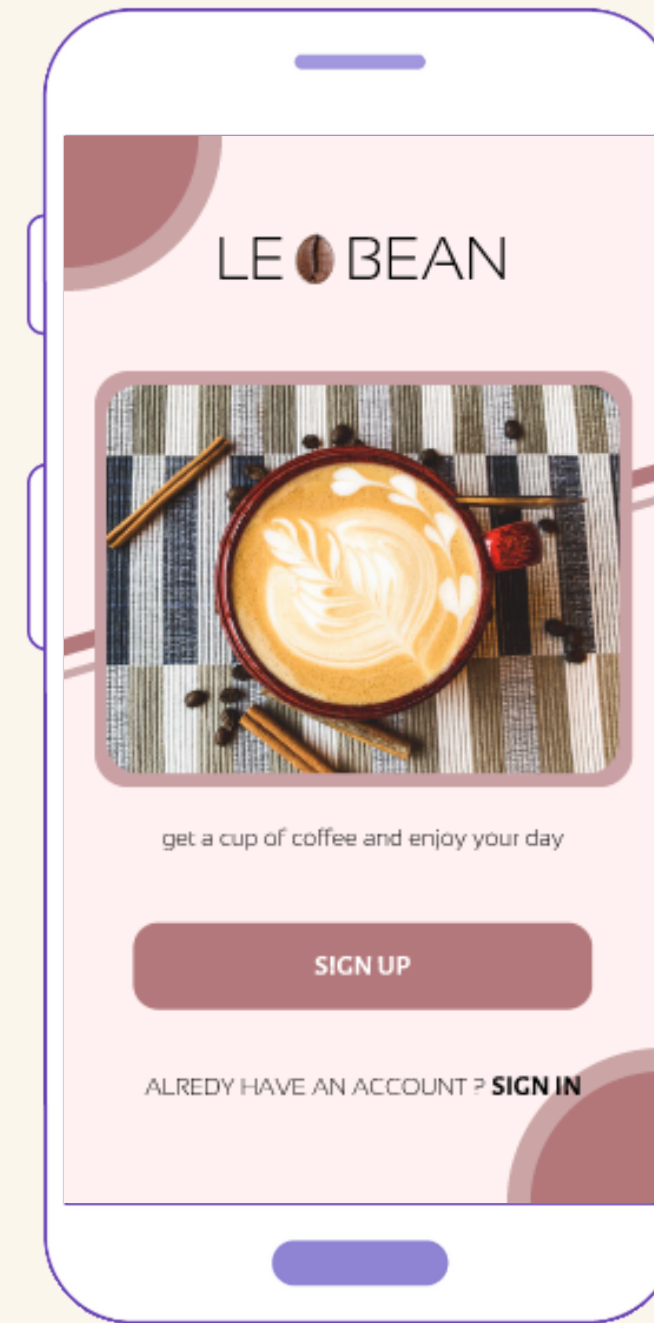 LE BEAN
get a cup of coffee and enjoy your day
SIGN UP
ALREDY HAVE AN ACCOUNT ? SIGN IN